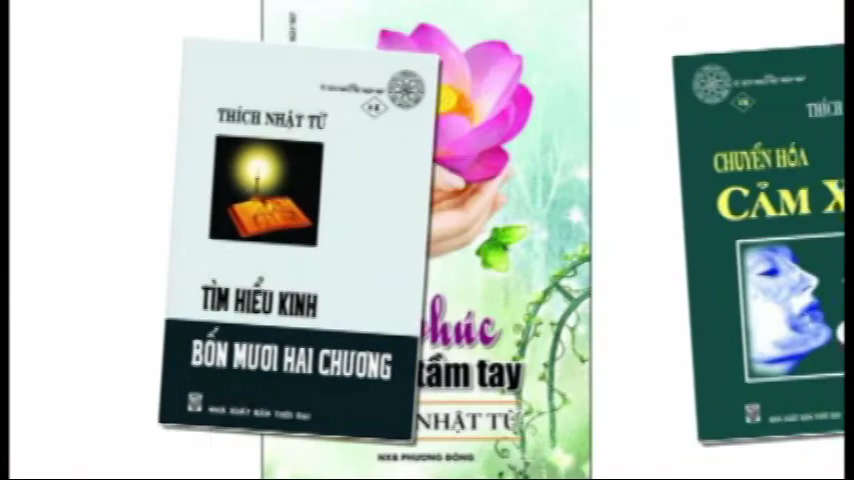 THÍCH NHẬT TỪ
TÌM HIỂU KINH
BỐN MƯƠI HAI CHƯƠNG
NHÀ XUẤT BẢN THỜI ĐẠI
phúc
tầm tay
NHẬT TỪ
NXB PHƯƠNG ĐÔNG
THÍCH
CHUYỂN HÓA
CẢM X